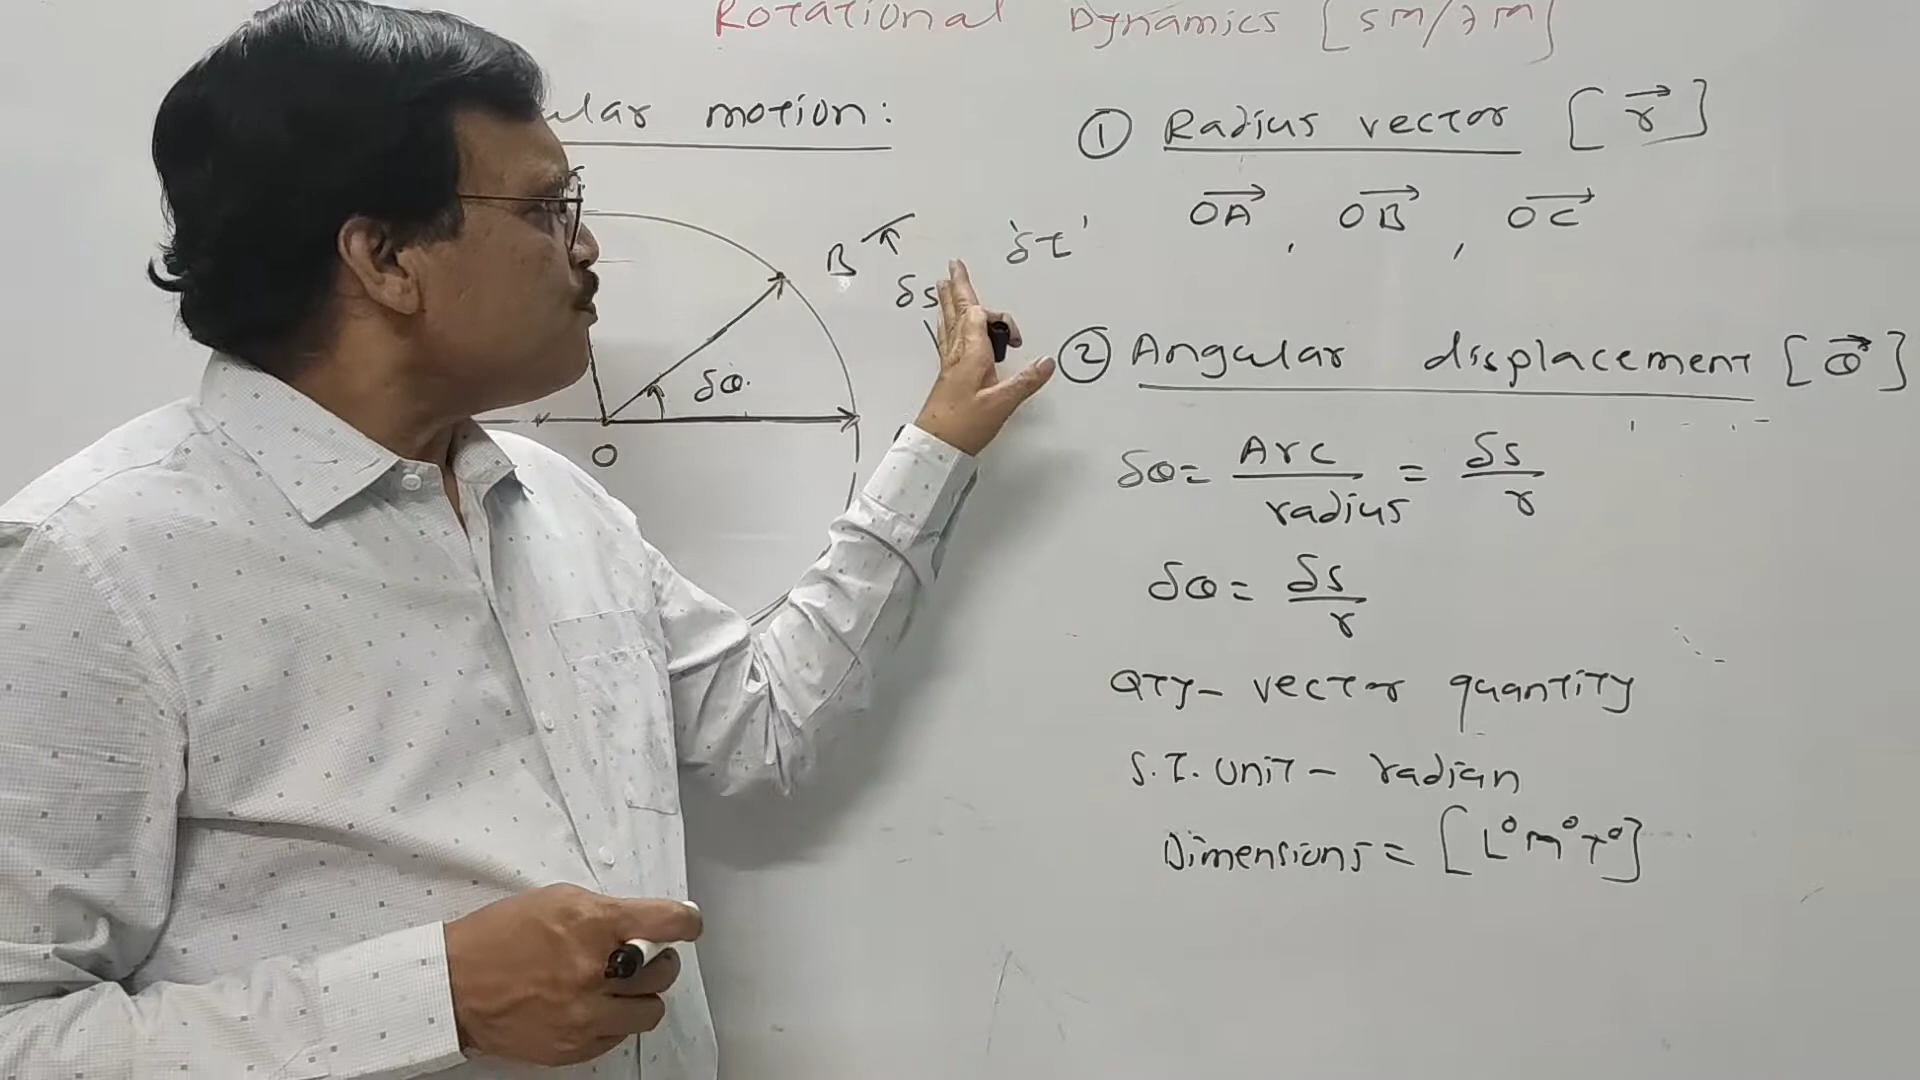 Rotational Dynamics [5M/7M]
ular motion:
B
δs
'δt'
δθ
O
① Radius vector [r⃗]
OA⃗ , OB⃗ , OC⃗
② Angular displacement [θ⃗]
δθ = Arc / radius = δs / r
δθ = δs / r
QTY - vector quantity
S.I. unit - radian
Dimensions = [L⁰M⁰T⁰]